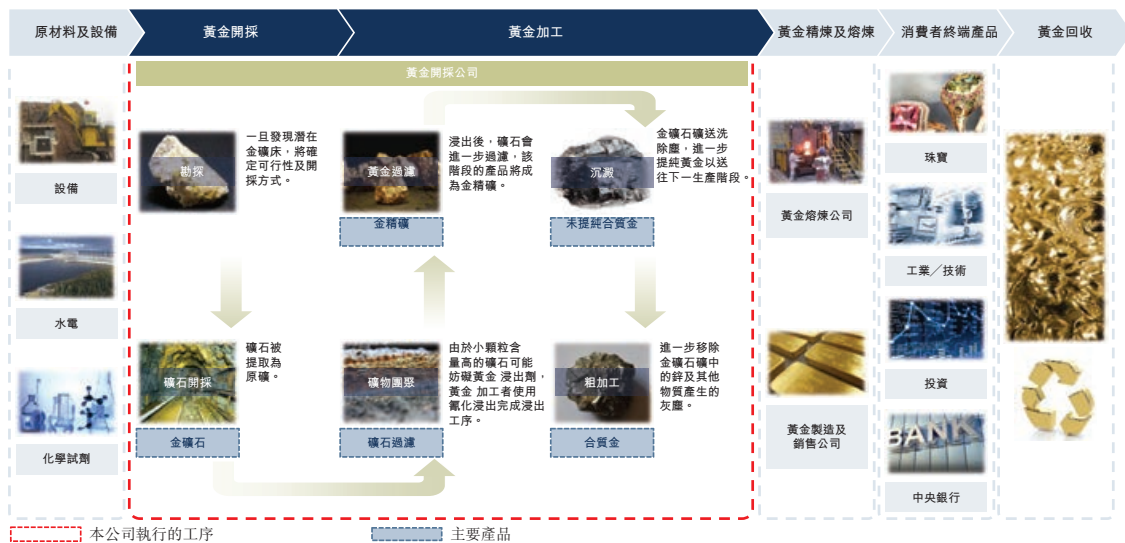 原材料及設備
黃金開採
黃金加工
黃金精煉及熔煉
消費者終端產品
黃金回收
設備
水電
化學試劑
黃金開採公司
勘探
一旦發現潛在
金礦床，將確
定可行性及開
採方式。
礦石開採
金礦石
礦石被
提取為
原礦。
黃金過濾
金精礦
浸出後，礦石會
進一步過濾，該
階段的產品將成
為金精礦。
礦物團聚
礦石過濾
由於小顆粒含
量高的礦石可能
妨礙黃金 浸出劑，
黃金 加工者使用
氰化浸出完成浸出
工序。
沉澱
未提純合質金
金礦石礦送洗
除塵，進一步
提純黃金以送
往下一生產階段。
粗加工
合質金
進一步移除
金礦石礦中
的鋅及其他
物質產生的
灰塵。
黃金熔煉公司
黃金製造及
銷售公司
珠寶
工業／技術
投資
BANK
中央銀行
本公司執行的工序
主要產品